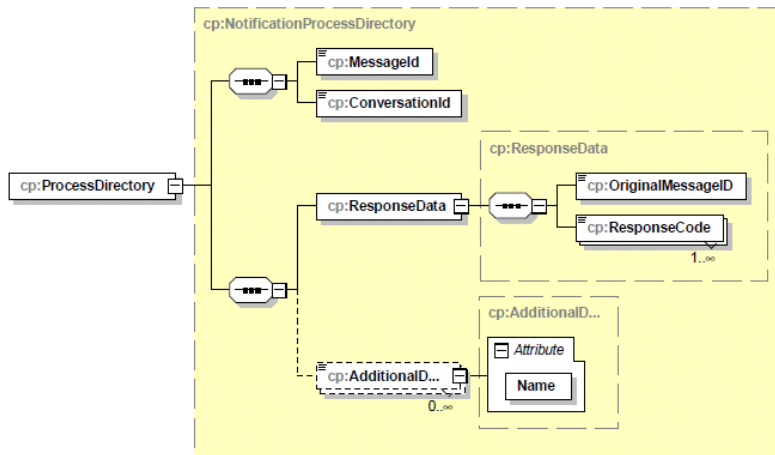 cp:NotificationProcessDirectory
cp:MessageId
cp:ConversationId
cp:ResponseData
cp:ProcessDirectory
cp:ResponseData
cp:OriginalMessageID
cp:ResponseCode
1..∞
cp:AdditionalD...
Attribute
cp:AdditionalD...
Name
0..∞